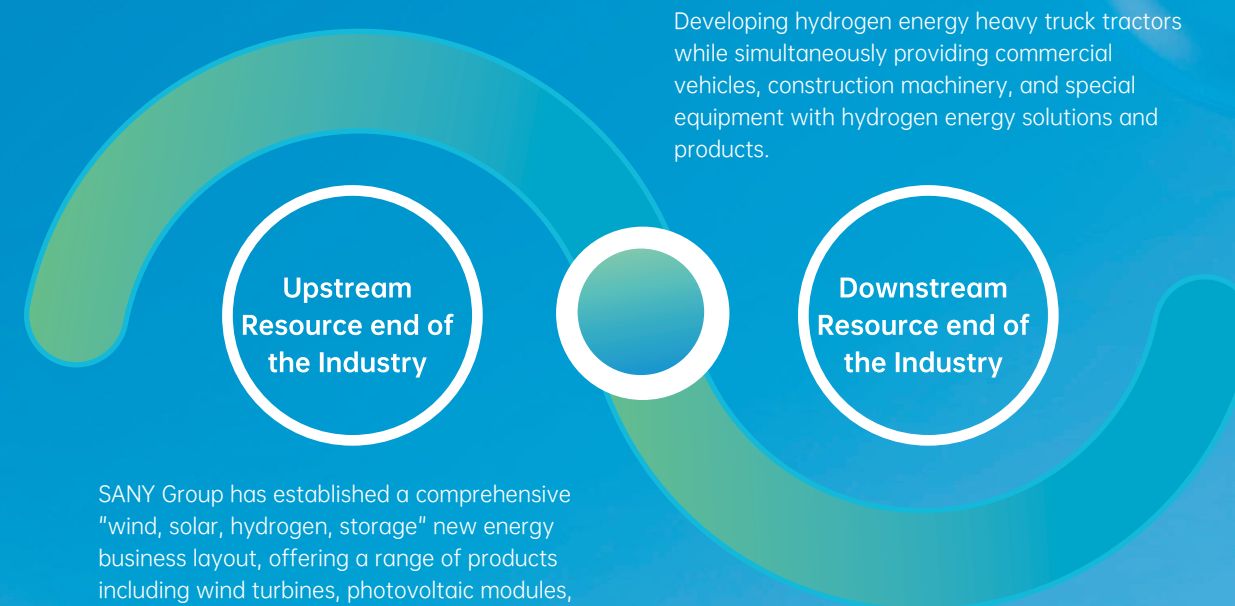 Developing hydrogen energy heavy truck tractors
while simultaneously providing commercial
vehicles, construction machinery, and special
equipment with hydrogen energy solutions and
products.
Upstream
Resource end of
the Industry
Downstream
Resource end of
the Industry
SANY Group has established a comprehensive
"wind, solar, hydrogen, storage" new energy
business layout, offering a range of products
including wind turbines, photovoltaic modules,